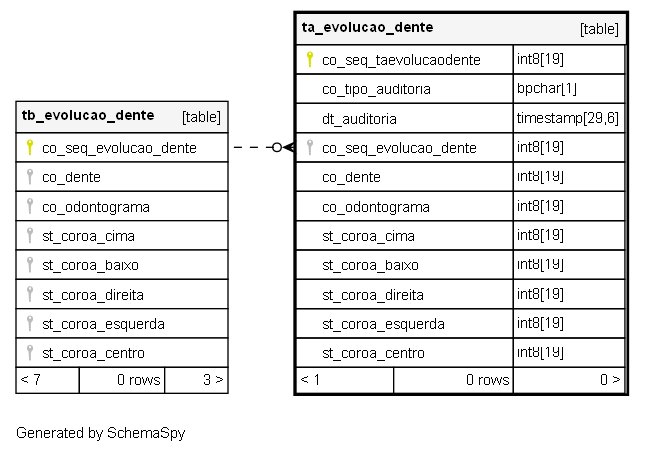 ta_evolucao_dente [table]
co_seq_taevolucaodente int8[19]
co_tipo_auditoria bpchar[1]
dt_auditoria timestamp[29,6]
co_seq_evolucao_dente int8[19]
co_dente int8[19]
co_odontograma int8[19]
st_coroa_cima int8[19]
st_coroa_baixo int8[19]
st_coroa_direita int8[19]
st_coroa_esquerda int8[19]
st_coroa_centro int8[19]
< 1 0 rows 0 >
tb_evolucao_dente [table]
co_seq_evolucao_dente
co_dente
co_odontograma
st_coroa_cima
st_coroa_baixo
st_coroa_direita
st_coroa_esquerda
st_coroa_centro
< 7 0 rows 3 >
Generated by SchemaSpy